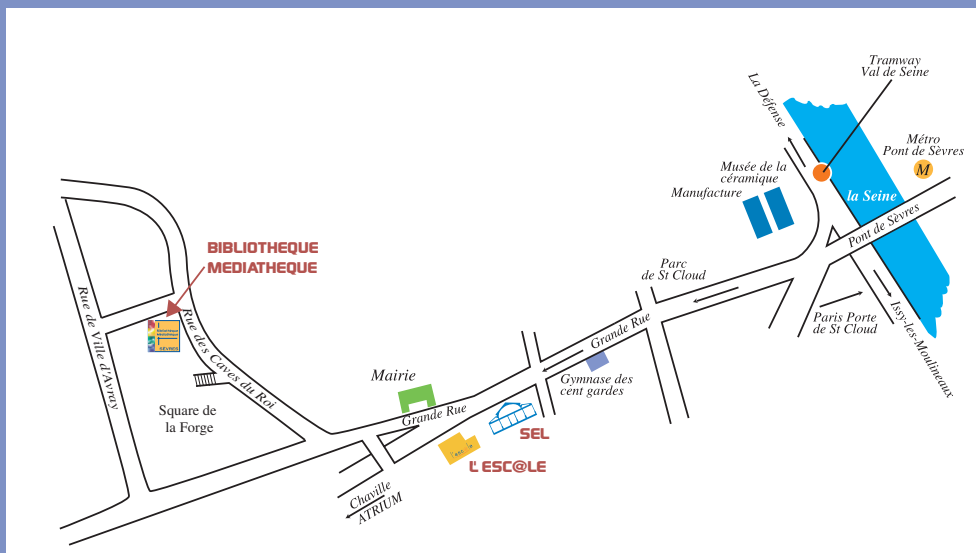 Tramway
Val de Seine
La Défense
Métro
Pont de Sèvres
M
Musée de la
céramique
Manufacture
la Seine
Pont de Sèvres
BIBLIOTHEQUE
MEDIATHEQUE
Parc
de St Cloud
Rue de Ville d'Avray
Rue des Caves du Roi
Grande Rue
Paris Porte
de St Cloud
Issy-les-Moulineaux
SÈVRES
Mairie
Gymnase des
cent gardes
Square de
la Forge
Grande Rue
SEL
l'esc@le
L' ESC@LE
Chaville
ATRIUM